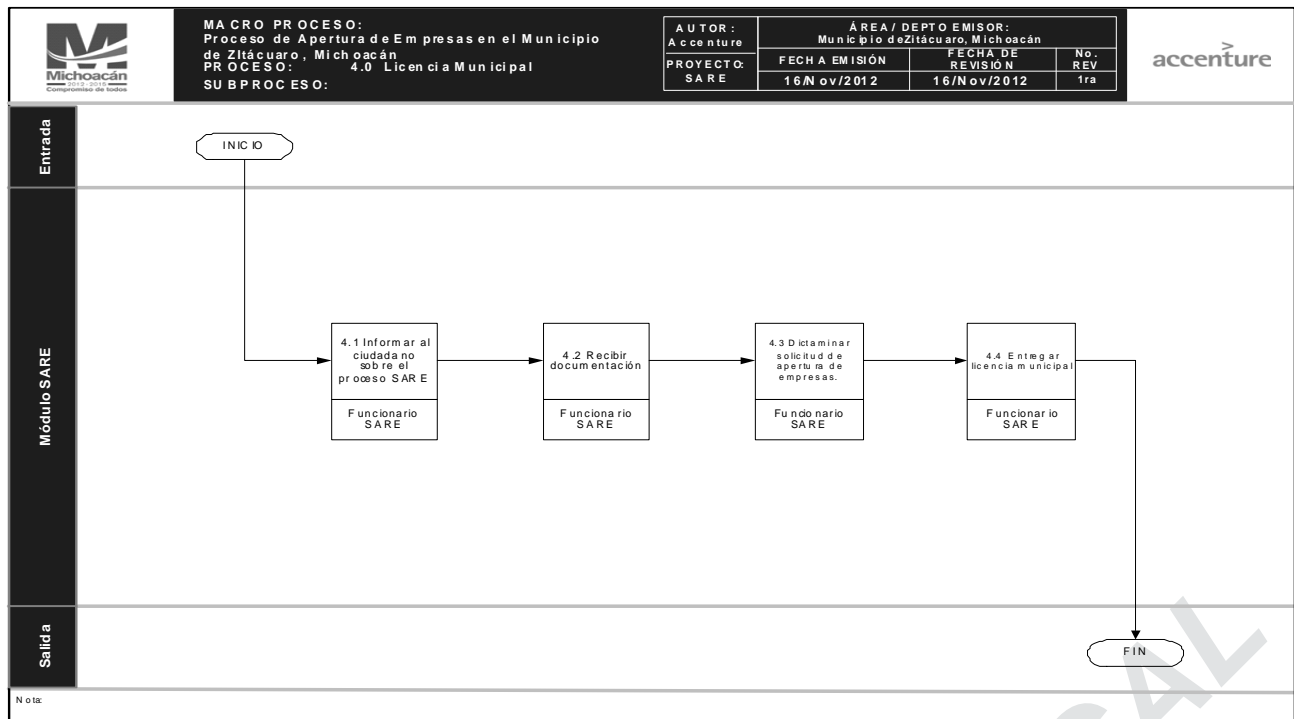 Michoacán
2012-2015
Compromiso de todos
MACRO PROCESO:
Proceso de Apertura de Empresas en el Municipio
de ZItácuaro, Michoacán
PROCESO: 4.0 Licencia Municipal
SUBPROCESO:
AUTOR:
Accenture
PROYECTO:
SARE
ÁREA / DEPTO EMISOR:
Municipio deZitácuaro, Michoacán
FECHA EMISIÓN
FECHA DE
REVISIÓN
No.
REV
16/Nov/2012
16/Nov/2012
1ra
accenture
Entrada
INICIO
Módulo SARE
4.1 Informar al
ciudadano
sobre el
proceso SARE
Funcionario
SARE
4.2 Recibir
documentación
Funcionario
SARE
4.3 Dictaminar
solicitud de
apertura de
empresas.
Funcionario
SARE
4.4 Entregar
licencia municipal
Funcionario
SARE
Salida
FIN
Nota: